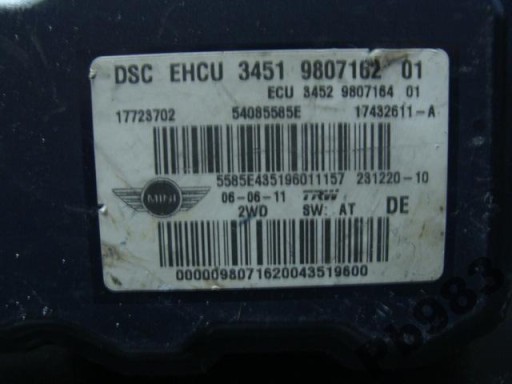 DSC EHCU 3451 9807162 01
ECU 3452 9807164 01
17723702 54085585E 17432611-A
5585E435196011157 231220-10
MINI 06-06-11 TRW
2WD SW: AT DE
0000098071620043519600